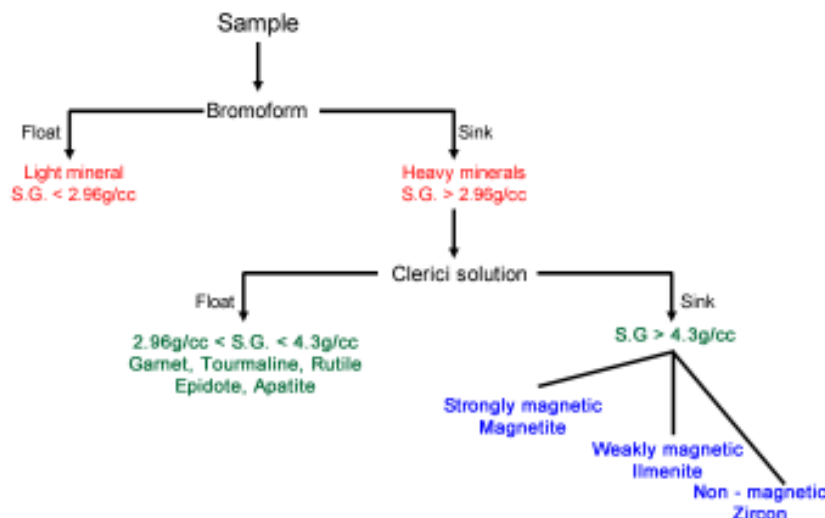 Sample
Bromoform
Float
Sink
Light mineral
S.G. < 2.96g/cc
Heavy minerals
S.G. > 2.96g/cc
Clerici solution
Float
Sink
2.96g/cc < S.G. < 4.3g/cc
Garnet, Tourmaline, Rutile
Epidote, Apatite
S.G > 4.3g/cc
Strongly magnetic
Magnetite
Weakly magnetic
Ilmenite
Non - magnetic
Zircon